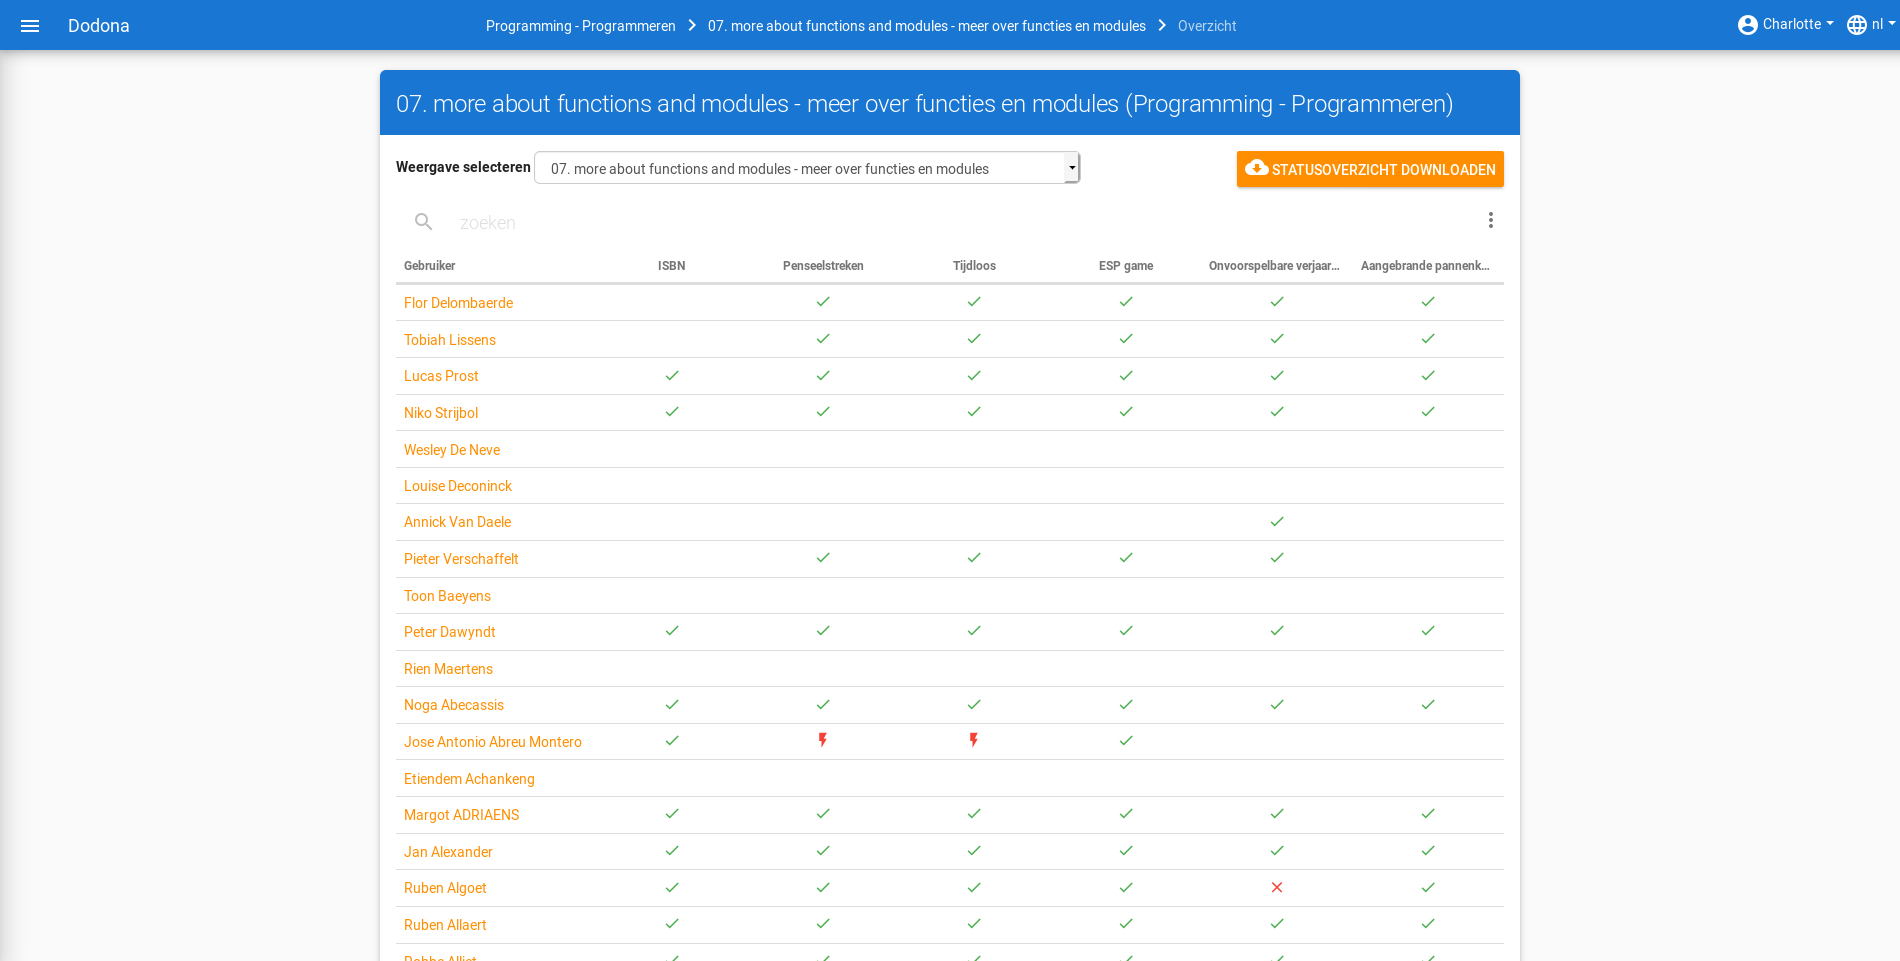 Dodona
Programming - Programmeren
07. more about functions and modules - meer over functies en modules
Overzicht
Charlotte
nl
07. more about functions and modules - meer over functies en modules (Programming - Programmeren)
Weergave selecteren
07. more about functions and modules - meer over functies en modules
STATUSOVERZICHT DOWNLOADEN
zoeken
Gebruiker ISBN Penseelstreken Tijdloos ESP game Onvoorspelbare verjaar... Aangebrande pannenk...
Flor Delombaerde
Tobiah Lissens
Lucas Prost
Niko Strijbol
Wesley De Neve
Louise Deconinck
Annick Van Daele
Pieter Verschaffelt
Toon Baeyens
Peter Dawyndt
Rien Maertens
Noga Abecassis
Jose Antonio Abreu Montero
Etiendem Achankeng
Margot ADRIAENS
Jan Alexander
Ruben Algoet
Ruben Allaert